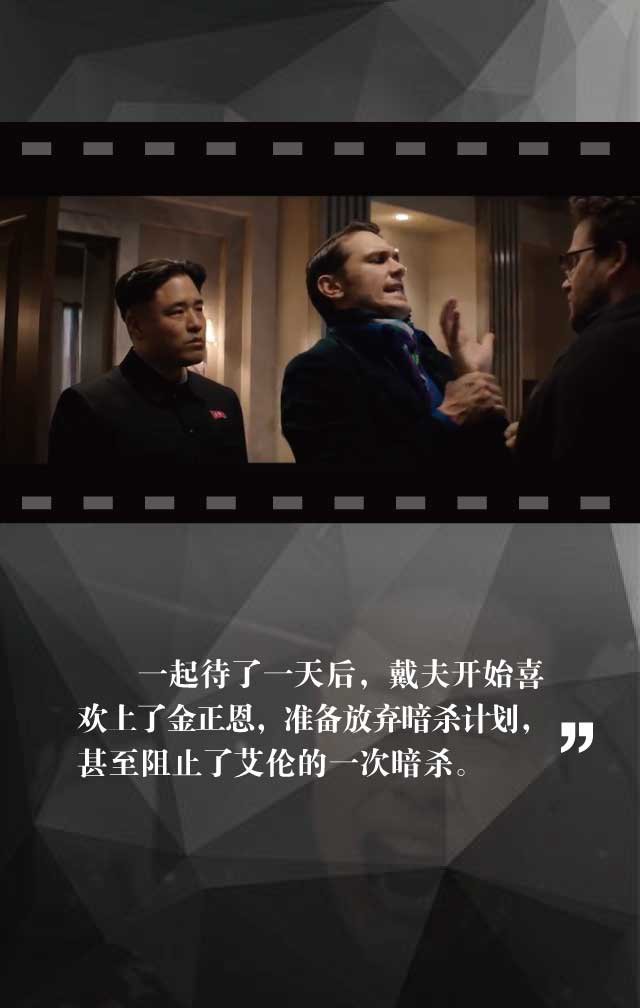 一起待了一天后，戴夫开始喜
欢上了金正恩，准备放弃暗杀计划，
甚至阻止了艾伦的一次暗杀。
”